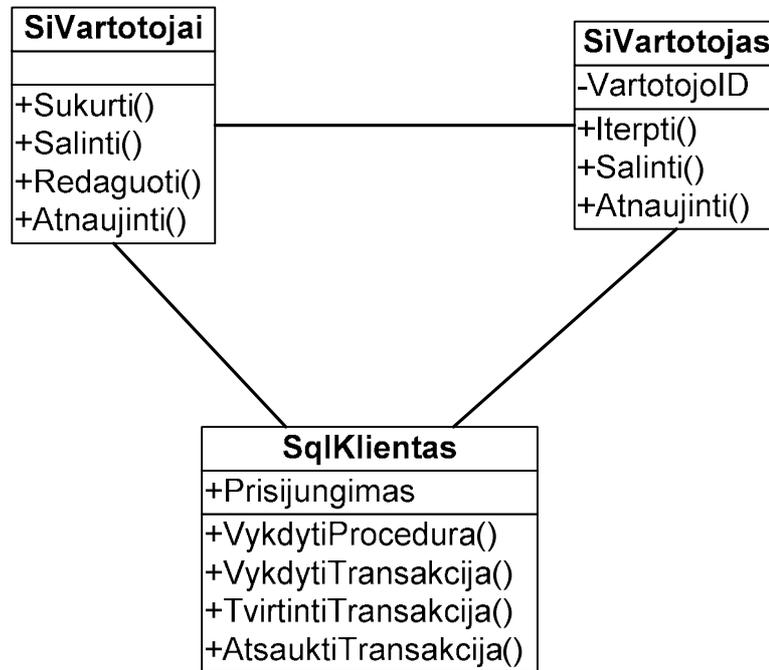 SiVartotojai
+Sukurti()
+Salinti()
+Redaguoti()
+Atnaujinti()
SiVartotojas
-VartotojoID
+Iterpti()
+Salinti()
+Atnaujinti()
SqlKlientas
+Prisijungimas
+VykdytiProcedura()
+VykdytiTransakcija()
+TvirtintiTransakcija()
+AtsauktiTransakcija()